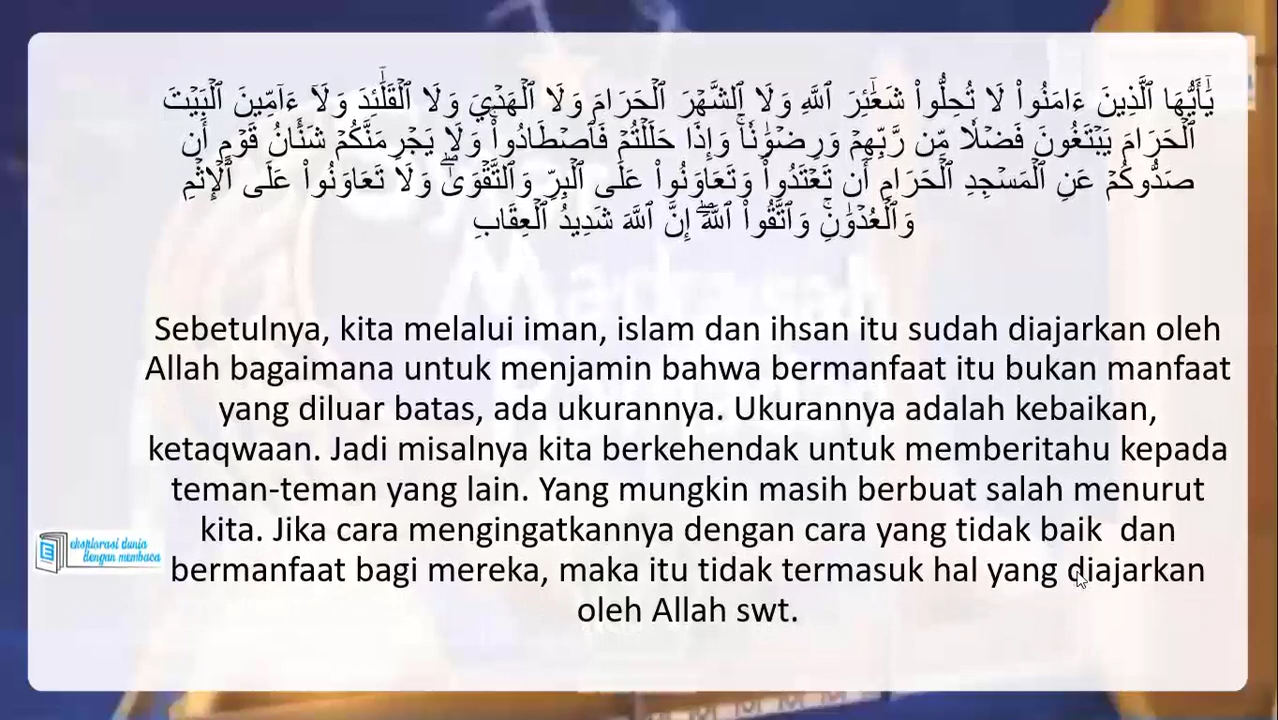 يَٰٓأَيُّهَا ٱلَّذِينَ ءَامَنُوا۟ لَا تُحِلُّوا۟ شَعَٰٓئِرَ ٱللَّهِ وَلَا ٱلشَّهْرَ ٱلْحَرَامَ وَلَا ٱلْهَدْىَ وَلَا ٱلْقَلَٰٓئِدَ وَلَآ ءَآمِّينَ ٱلْبَيْتَ
ٱلْحَرَامَ يَبْتَغُونَ فَضْلًا مِّن رَّبِّهِمْ وَرِضْوَٰنًا ۚ وَإِذَا حَلَلْتُمْ فَٱصْطَادُوا۟ ۚ وَلَا يَجْرِمَنَّكُمْ شَنَـَٔانُ قَوْمٍ أَن
صَدُّوكُمْ عَنِ ٱلْمَسْجِدِ ٱلْحَرَامِ أَن تَعْتَدُوا۟ ۘ وَتَعَاوَنُوا۟ عَلَى ٱلْبِرِّ وَٱلتَّقْوَىٰ ۖ وَلَا تَعَاوَنُوا۟ عَلَى ٱلْإِثْمِ
وَٱلْعُدْوَٰنِ ۚ وَٱتَّقُوا۟ ٱللَّهَ ۖ إِنَّ ٱللَّهَ شَدِيدُ ٱلْعِقَابِ
Sebetulnya, kita melalui iman, islam dan ihsan itu sudah diajarkan oleh
Allah bagaimana untuk menjamin bahwa bermanfaat itu bukan manfaat
yang diluar batas, ada ukurannya. Ukurannya adalah kebaikan,
ketaqwaan. Jadi misalnya kita berkehendak untuk memberitahu kepada
teman-teman yang lain. Yang mungkin masih berbuat salah menurut
kita. Jika cara mengingatkannya dengan cara yang tidak baik dan
bermanfaat bagi mereka, maka itu tidak termasuk hal yang diajarkan
oleh Allah swt.
E eksplorasi dunia
dengan membaca